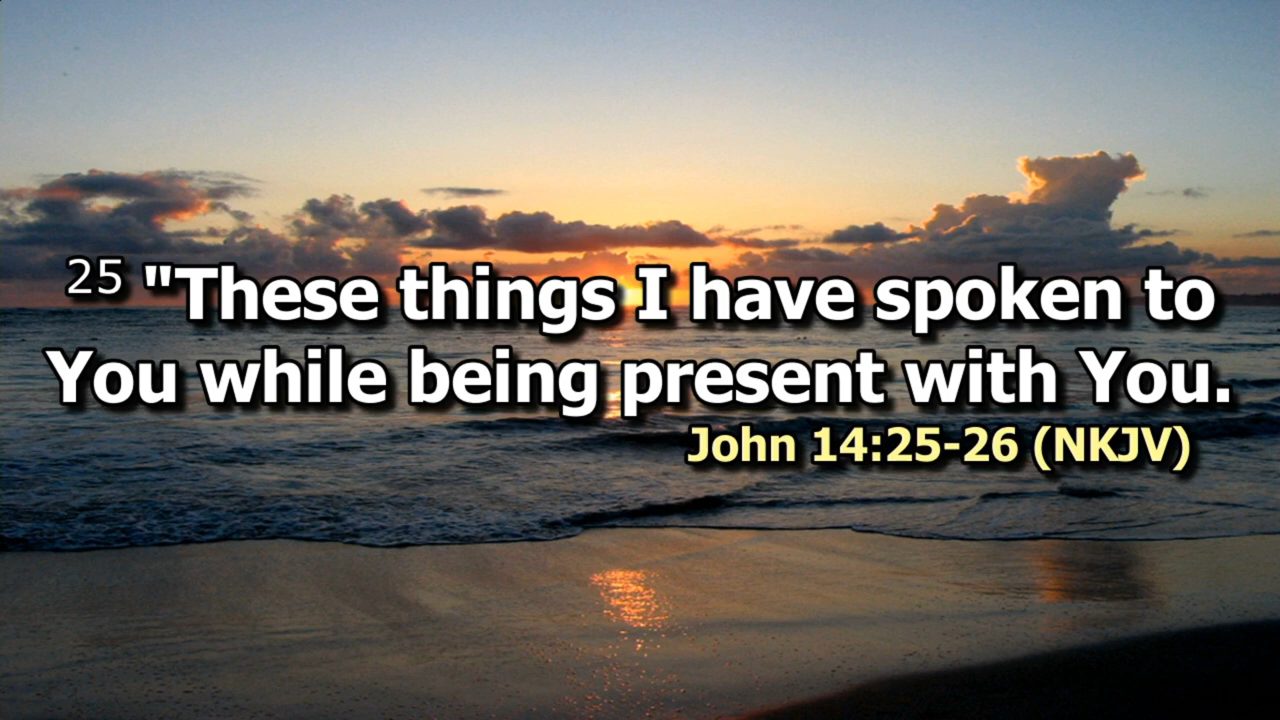 25 "These things I have spoken to
You while being present with You.
John 14:25-26 (NKJV)